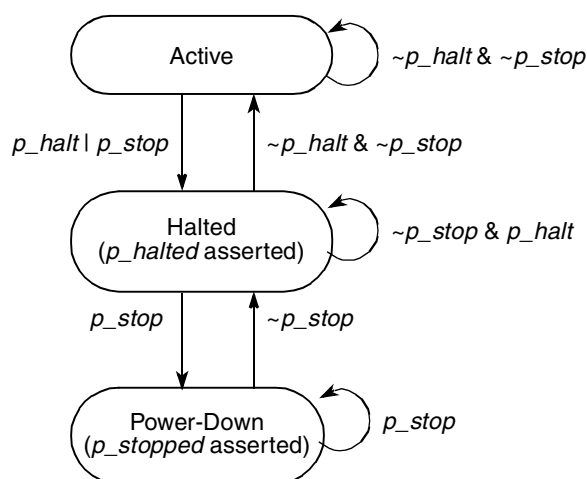 Active
~p_halt & ~p_stop
p_halt | p_stop
~p_halt & ~p_stop
Halted
(p_halted asserted)
~p_stop & p_halt
p_stop
~p_stop
Power-Down
(p_stopped asserted)
p_stop